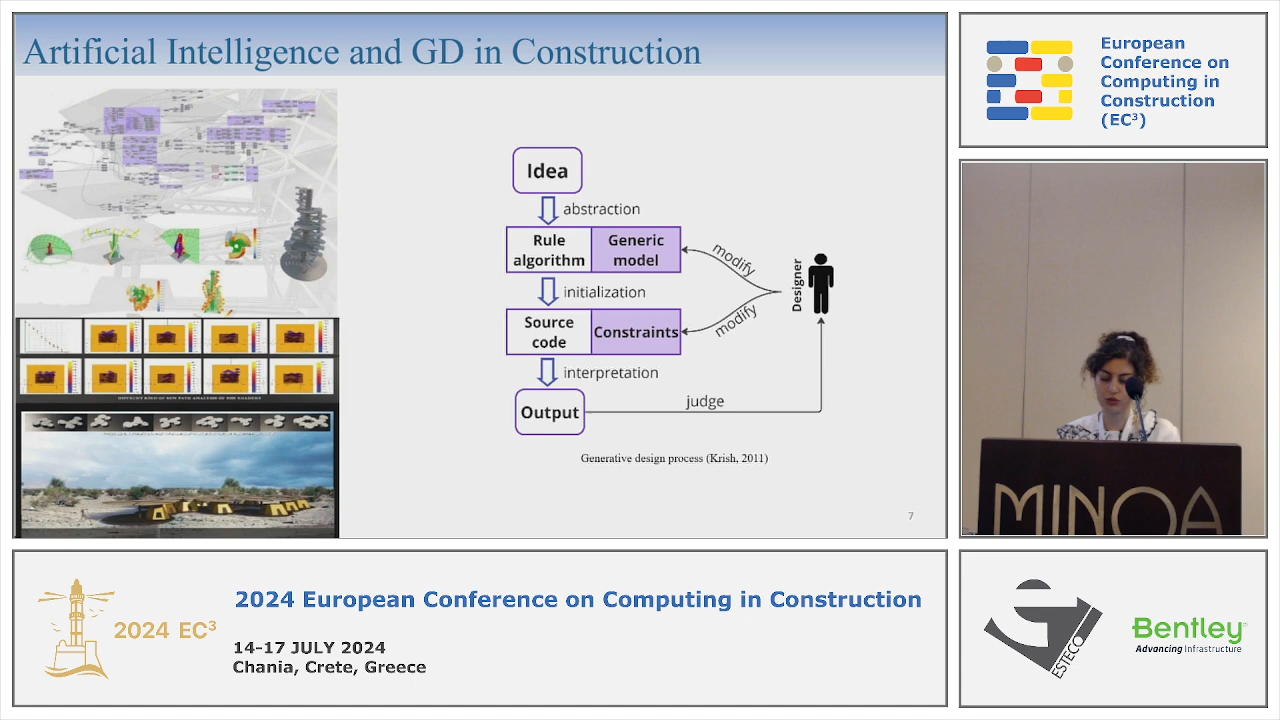 Artificial Intelligence and GD in Construction
Idea
abstraction
Rule algorithm
Generic model
modify
initialization
Source code
Constraints
modify
Designer
interpretation
Output
judge
Generative design process (Krish, 2011)
7
European
Conference on
Computing in
Construction
(EC³)
MINOA
2024 EC³
2024 European Conference on Computing in Construction
14-17 JULY 2024
Chania, Crete, Greece
ESTECO
Bentley®
Advancing Infrastructure